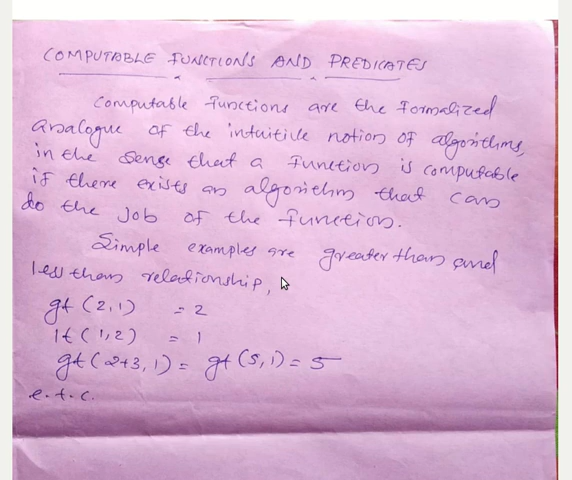 COMPUTABLE FUNCTIONS AND PREDICATES
Computable functions are the formalized
analogue of the intuitive notion of algorithms,
in the sense that a function is computable
if there exists an algorithm that can
do the job of the function.
Simple examples are greater than and
less than relationship,
gt (2,1) = 2
lt (1,2) = 1
gt (2+3, 1) = gt (5,1) = 5
e.t.c.